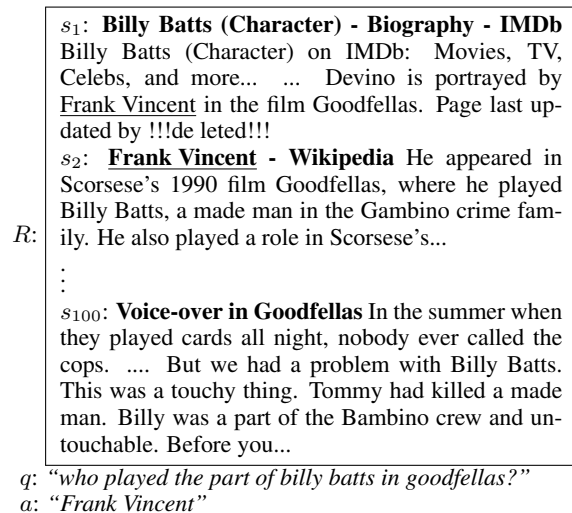 s₁: Billy Batts (Character) - Biography - IMDb
Billy Batts (Character) on IMDb: Movies, TV,
Celebs, and more... ... Devino is portrayed by
Frank Vincent in the film Goodfellas. Page last up-
dated by !!!de leted!!!
s₂: Frank Vincent - Wikipedia He appeared in
Scorsese's 1990 film Goodfellas, where he played
Billy Batts, a made man in the Gambino crime fam-
R: ily. He also played a role in Scorsese's...
.
⋮
s₁₀₀: Voice-over in Goodfellas In the summer when
they played cards all night, nobody ever called the
cops. .... But we had a problem with Billy Batts.
This was a touchy thing. Tommy had killed a made
man. Billy was a part of the Bambino crew and un-
touchable. Before you...
q: "who played the part of billy batts in goodfellas?"
a: "Frank Vincent"